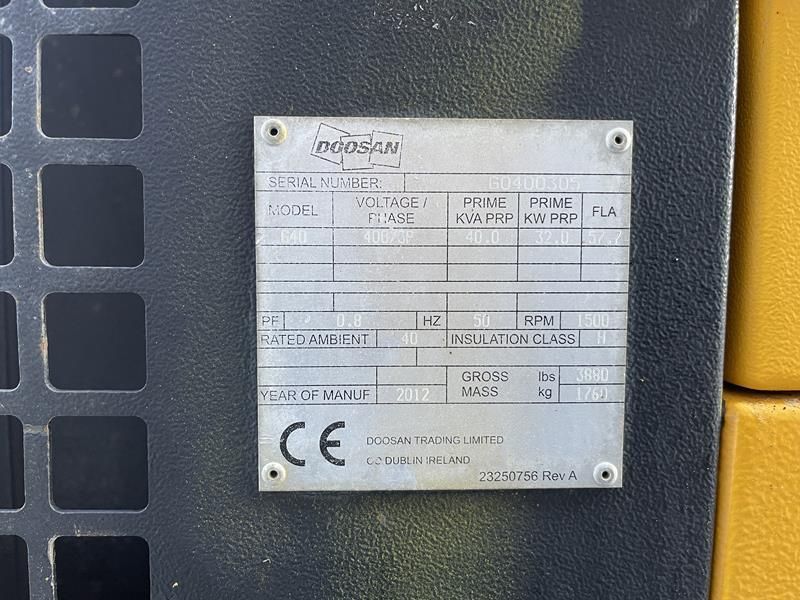 DOOSAN
SERIAL NUMBER: G0400305
MODEL VOLTAGE / PHASE PRIME KVA PRP PRIME KW PRP FLA
G40 400/3P 40.0 32.0 57.7
PF 0.8 HZ 50 RPM 1500
RATED AMBIENT 40 INSULATION CLASS H
GROSS MASS lbs 3880
YEAR OF MANUF 2012 kg 1760
CE
DOOSAN TRADING LIMITED
CO DUBLIN IRELAND
23250756 Rev A